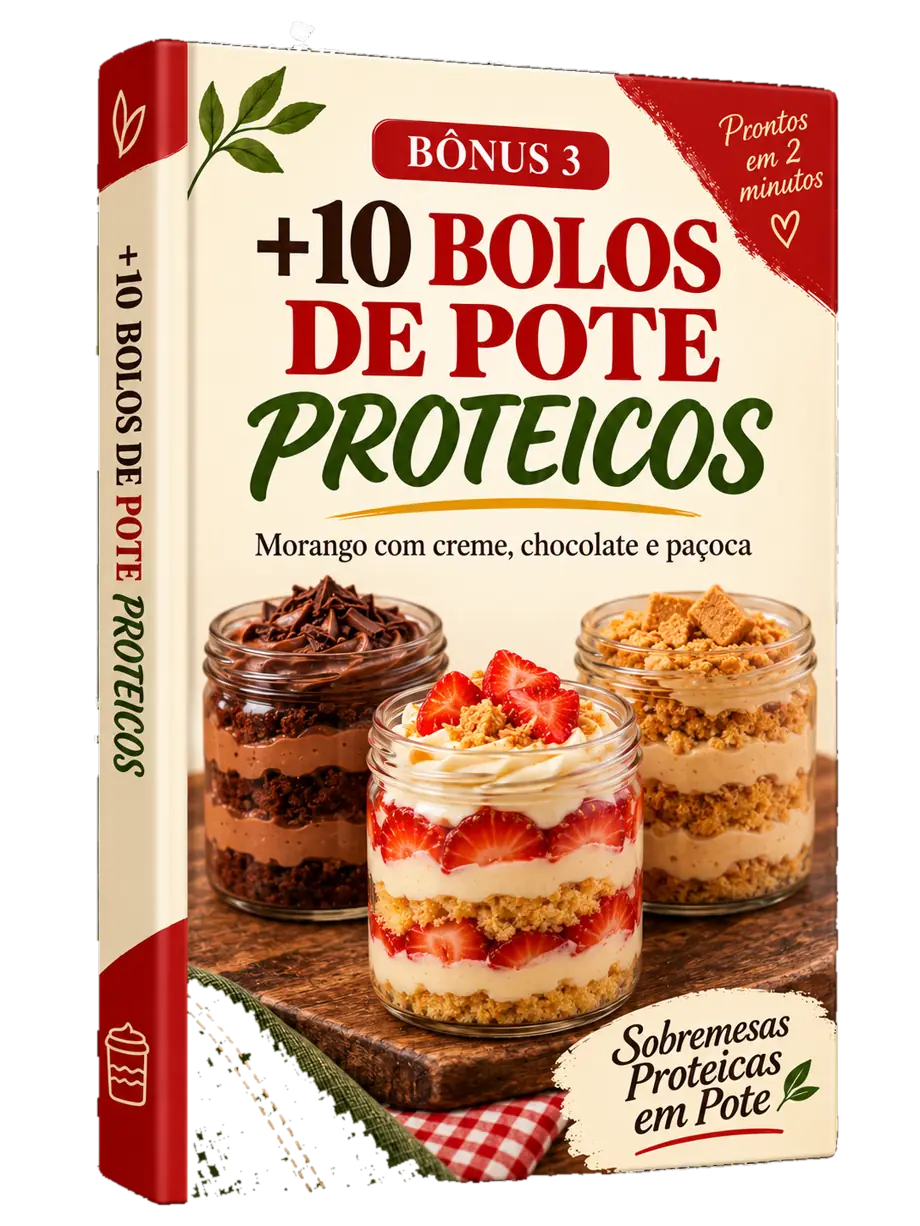 BÔNUS 3
Prontos
em 2
minutos
+10 BOLOS
DE POTE
PROTEICOS
Morango com creme, chocolate e paçoca
Sobremesas
Proteicas
em Pote
+10 BOLOS DE POTE PROTEICOS